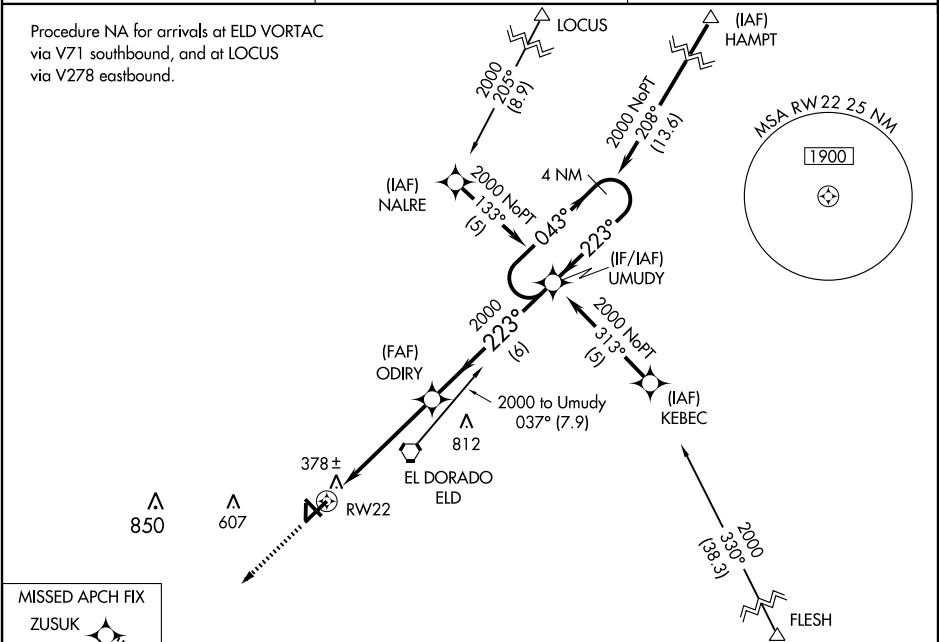 Procedure NA for arrivals at ELD VORTAC
via V71 southbound, and at LOCUS
via V278 eastbound.
LOCUS
(IAF)
HAMPT
2000
205°
(8.9)
2000 NoPT
208°
(13.6)
MSA RW 22 25 NM
1900
(IAF)
NALRE
2000 NoPT
133°
(5)
4 NM
043°
223°
(IF/IAF)
UMUDY
2000
223°
(6)
2000 NoPT
313°
(5)
(FAF)
ODIRY
(IAF)
KEBEC
2000 to Umudy
037° (7.9)
812
EL DORADO
ELD
378 ±
RW22
850
607
2000
330°
(38.3)
FLESH
MISSED APCH FIX
ZUSUK